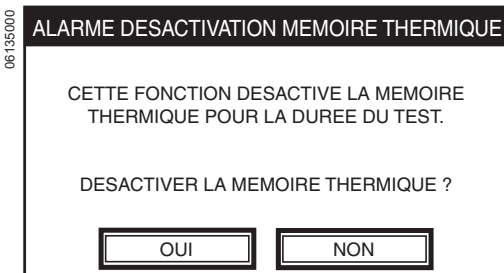 06135000
ALARME DESACTIVATION MEMOIRE THERMIQUE
CETTE FONCTION DESACTIVE LA MEMOIRE
THERMIQUE POUR LA DUREE DU TEST.
DESACTIVER LA MEMOIRE THERMIQUE ?
OUI
NON